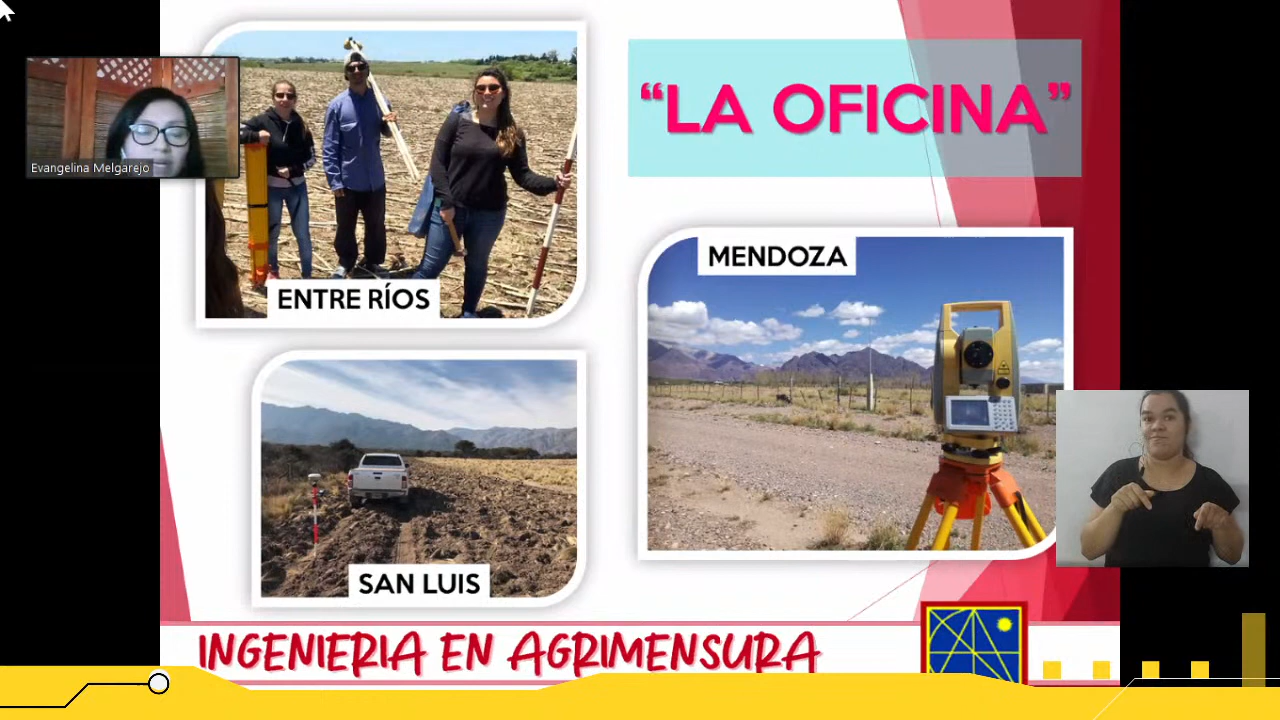 “LA OFICINA”
Evangelina Melgarejo
ENTRE RÍOS
MENDOZA
SAN LUIS
INGENIERIA EN AGRIMENSURA